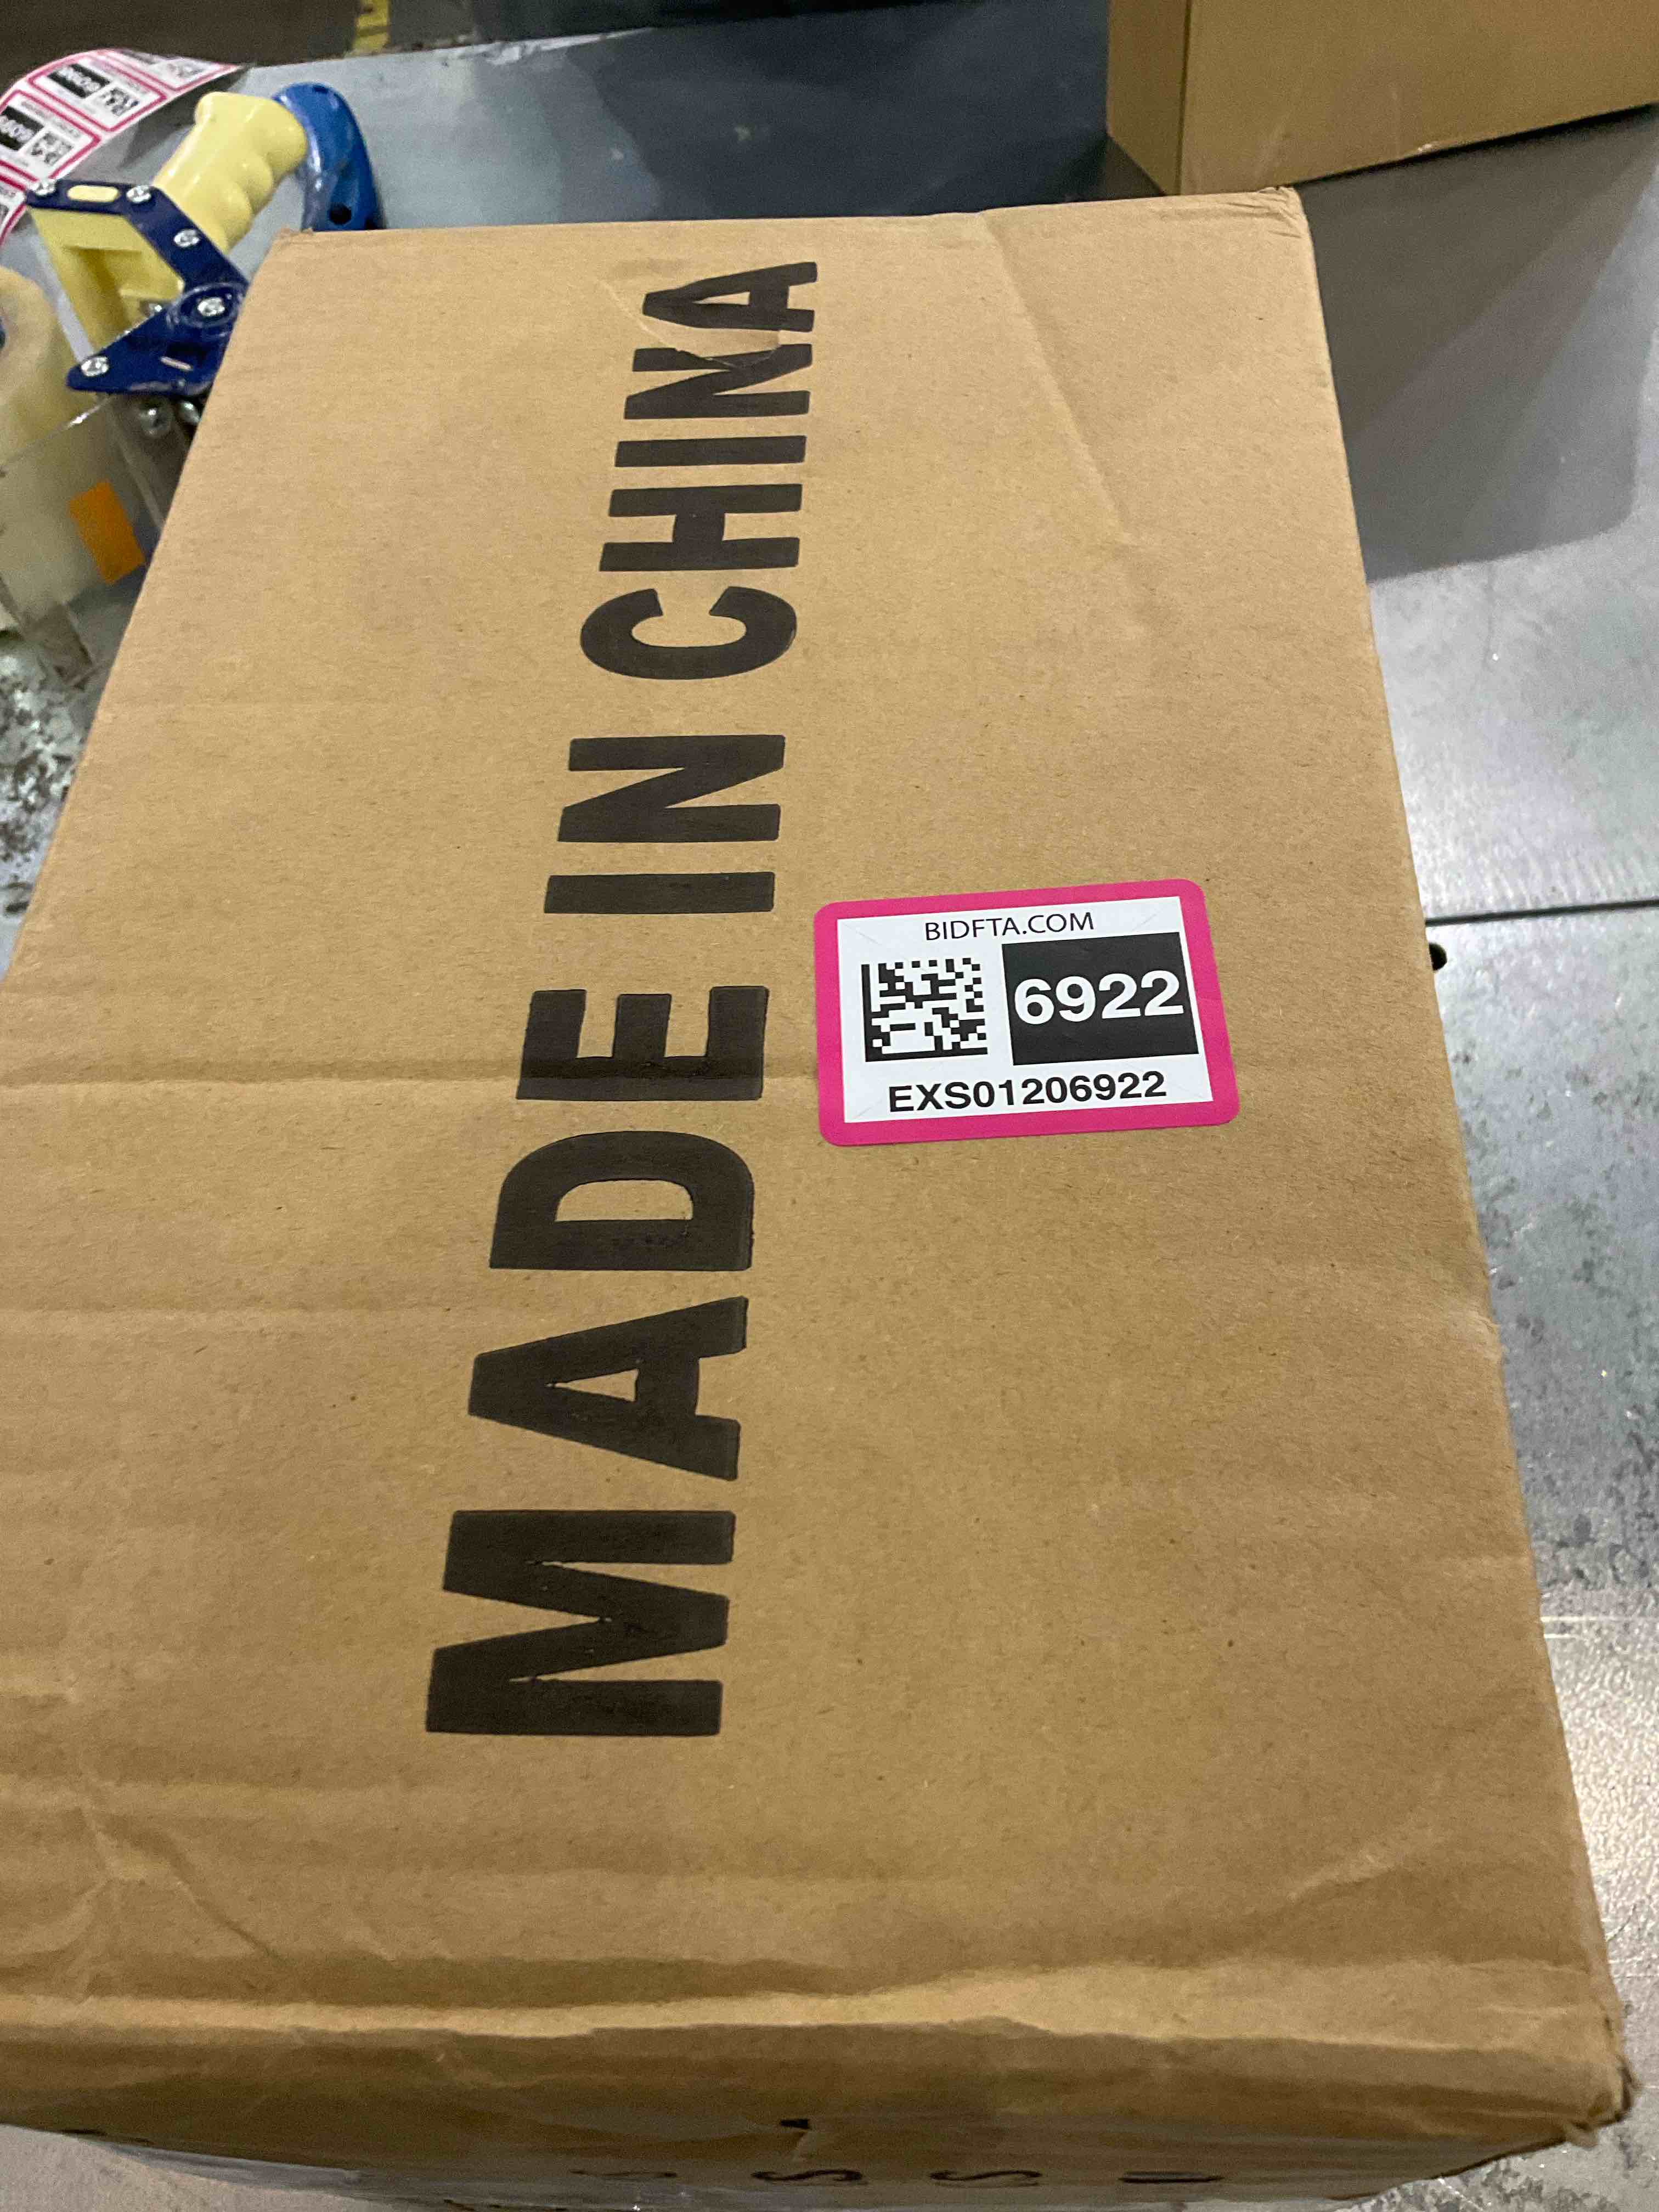 MADE IN CHINA
BIDFTA.COM
6922
EXS01206922